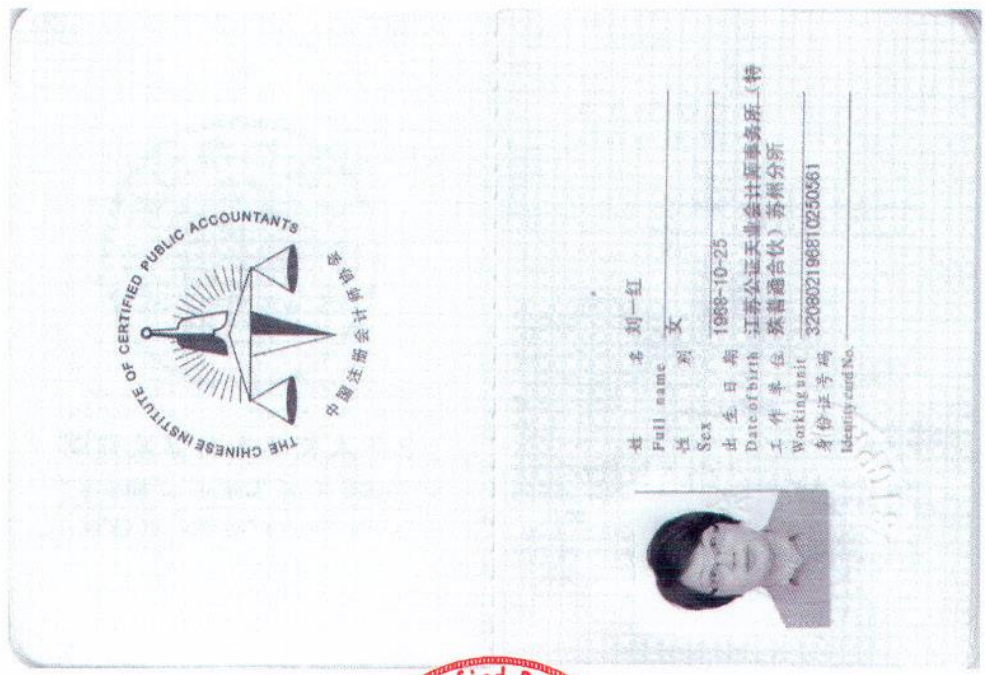 THE CHINESE INSTITUTE OF CERTIFIED PUBLIC ACCOUNTANTS
中国注册会计师协会
姓 名 刘一红
Full name
性 别 女
Sex
出 生 日 期 1968-10-25
Date of birth
工 作 单 位 江苏公证天业会计师事务所（特
Working unit 殊普通合伙）苏州分所
身份证号码 320802196810250561
Identity card No.